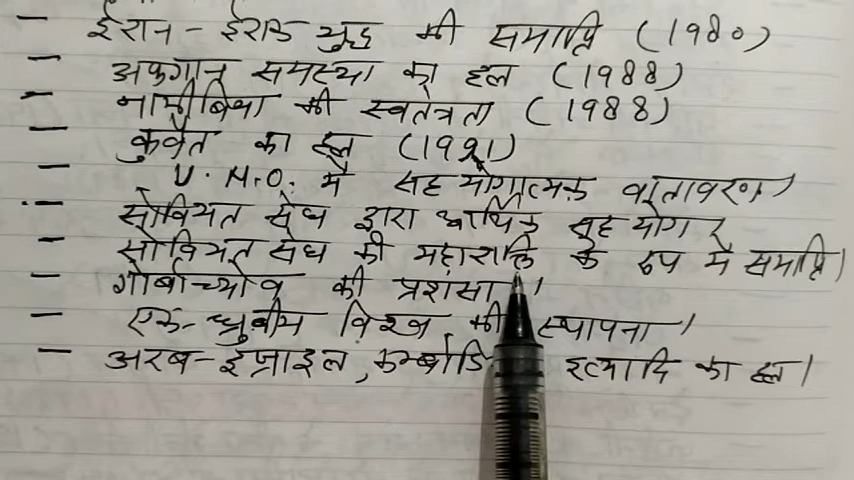 - ईरान - ईराक युद्ध की समाप्ति (1980)
- अफगान समस्या का हल (1988)
- नामीबिया की स्वतंत्रता (1988)
- कुवैत का हल (1991)
- U.N.O. में सहयोगात्मक वातावरण।
- सोवियत संघ द्वारा आर्थिक सहयोग।
- सोवियत संघ की महाशक्ति के रूप में समाप्ति।
- गोर्बाच्योव की प्रशंसा।
- एक-ध्रुवीय विश्व की स्थापना।
- अरब-इज़राइल, इत्यादि का हल।